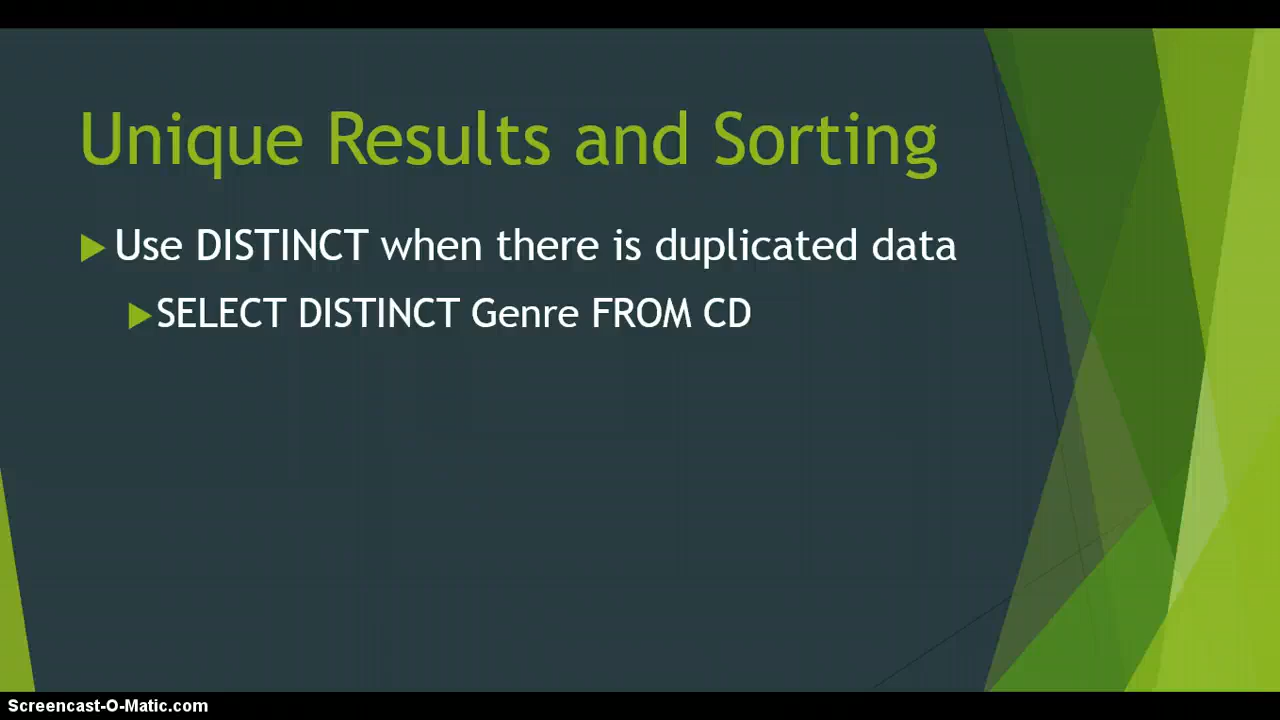 Unique Results and Sorting
Use DISTINCT when there is duplicated data
SELECT DISTINCT Genre FROM CD
Screencast-O-Matic.com